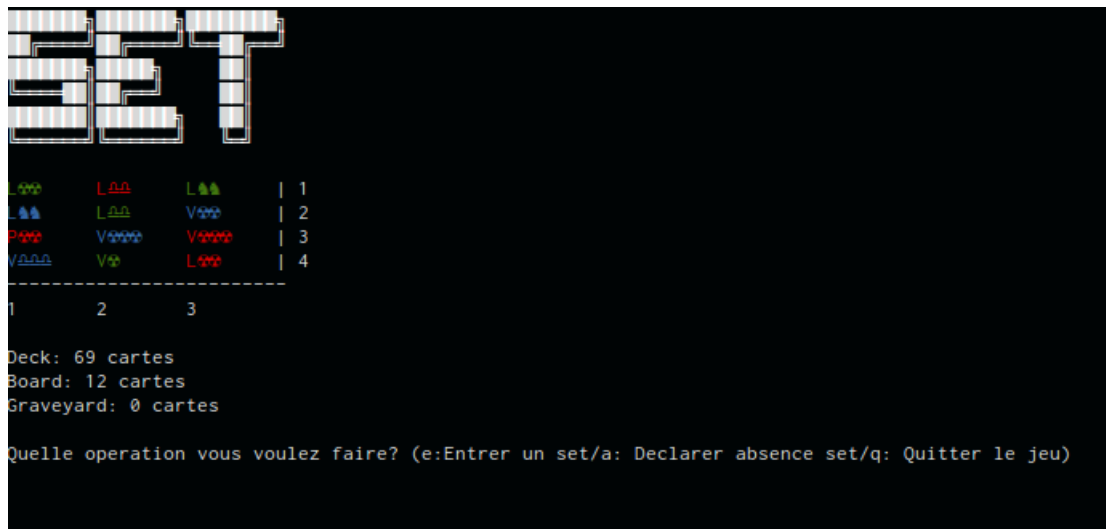 SET
L☢☢ L♎♎ L♞♞ | 1
L♞♞ L♎♎ V☢☢ | 2
P☢☢ V☢☢☢ V☢☢☢ | 3
V♎♎♎ V☢ L☢☢ | 4
-------------------------
1 2 3
Deck: 69 cartes
Board: 12 cartes
Graveyard: 0 cartes
Quelle operation vous voulez faire? (e:Entrer un set/a: Declarer absence set/q: Quitter le jeu)